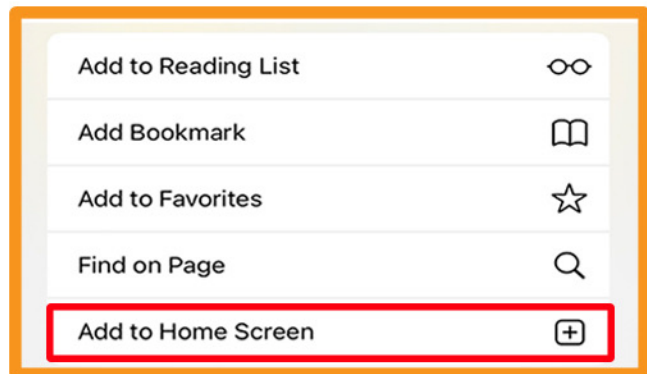 Add to Reading List
Add Bookmark
Add to Favorites
Find on Page
Add to Home Screen